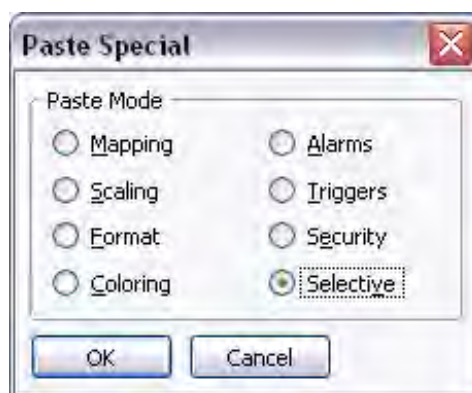 Paste Special
Paste Mode
Mapping Alarms
Scaling Triggers
Format Security
Coloring Selective
OK Cancel